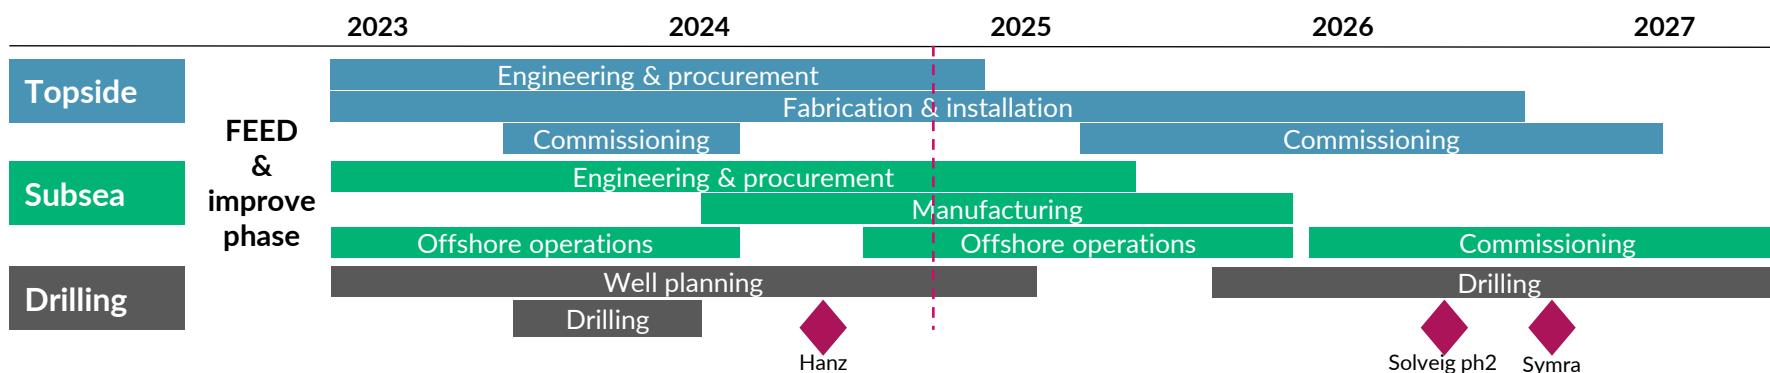 2023 2024 2025 2026 2027
Topside
Engineering & procurement
Fabrication & installation
Commissioning Commissioning
FEED
&
improve
phase
Subsea
Engineering & procurement
Manufacturing
Offshore operations Offshore operations Commissioning
Drilling
Well planning Drilling
Drilling
Hanz Solveig ph2 Symra